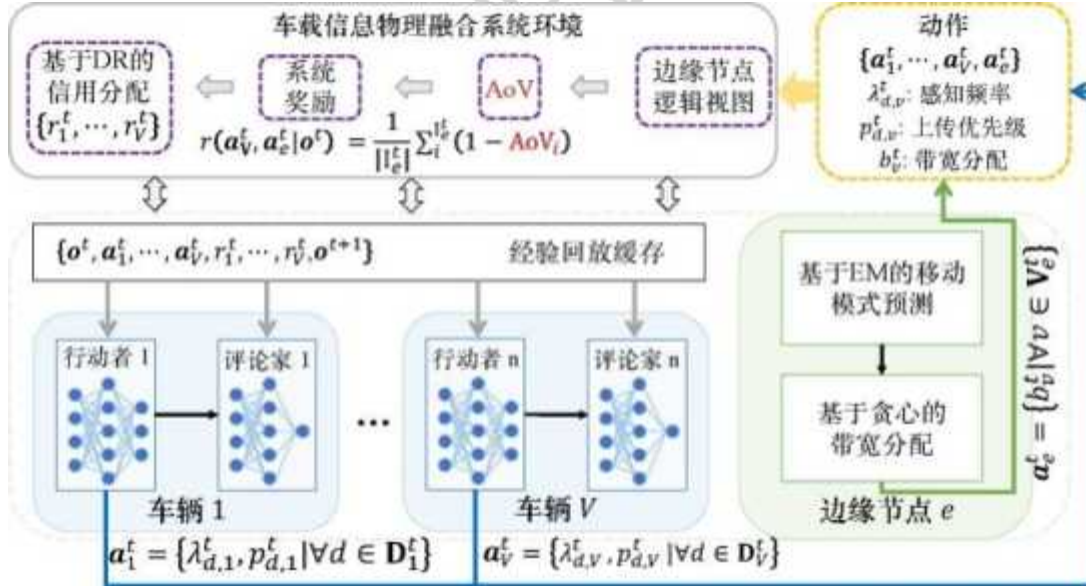 车载信息物理融合系统环境
基于DR的
信用分配
{r_1^t,⋯,r_V^t}
系统
奖励
AoV
边缘节点
逻辑视图
r(a_V^t, a_e^t|o^t) = 1/|I_e^t| ∑_i^{I_e^t}(1 − AoV_i)
动作
{a_1^t,⋯,a_V^t,a_e^t}
λ_{d,v}^t: 感知频率
p_{d,v}^t: 上传优先级
b_v^t: 带宽分配
{o^t,a_1^t,⋯,a_V^t,r_1^t,⋯,r_V^t,o^{t+1}}
经验回放缓存
行动者 1
评论家 1
...
行动者 n
评论家 n
车辆 1
车辆 V
基于EM的移动
模式预测
基于贪心的
带宽分配
边缘节点 e
a_e^t = {b_v^t|∀v ∈ V_e^t}
a_1^t = {λ_{d,1}^t, p_{d,1}^t|∀d ∈ D_1^t}
a_V^t = {λ_{d,V}^t, p_{d,V}^t|∀d ∈ D_V^t}